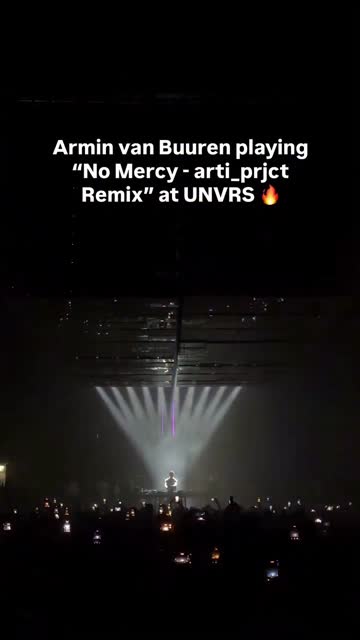 Armin van Buuren playing
“No Mercy - arti_prjct
Remix” at UNVRS 🔥